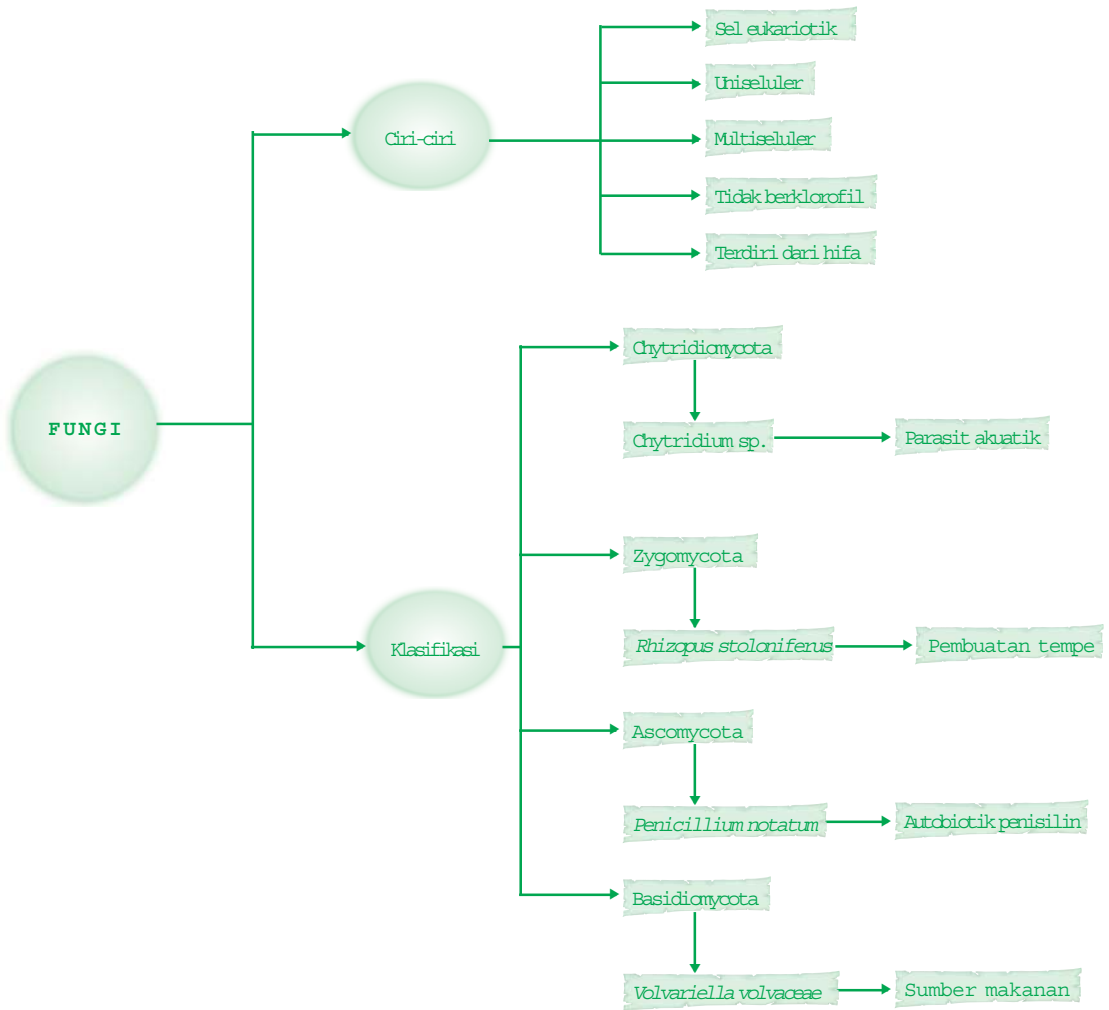 Sel eukariotik
Uniseluler
Ciri-ciri
Multiseluler
Tidak berklorofil
Terdiri dari hifa
FUNGI
Chytridiomycota
Chytridium sp.
Parasit akuatik
Zygomycota
Klasifikasi
Rhizopus stoloniferus
Pembuatan tempe
Ascomycota
Penicillium notatum
Autobiotik penisilin
Basidiomycota
Volvariella volvaceae
Sumber makanan